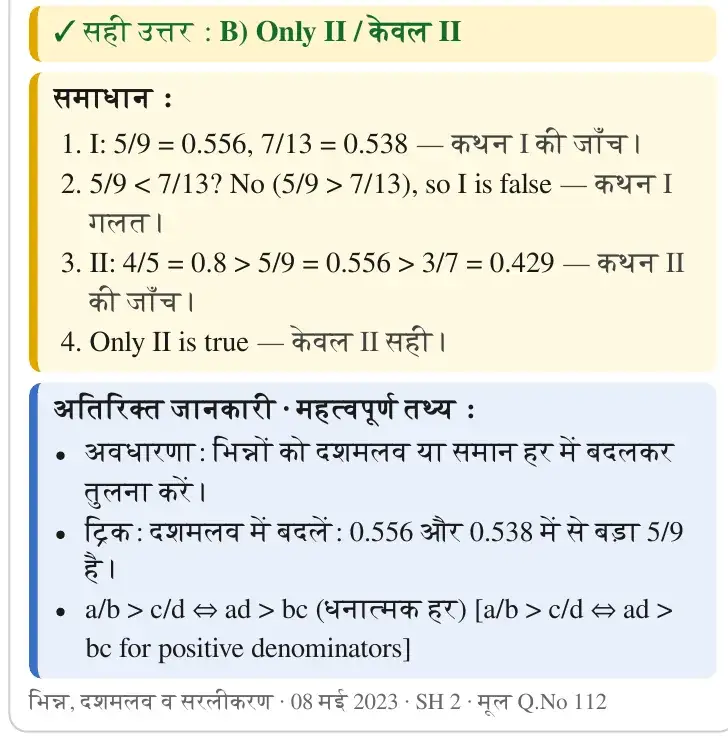 ✓ सही उत्तर : B) Only II / केवल II
समाधान :
1. I: 5/9 = 0.556, 7/13 = 0.538 — कथन I की जाँच।
2. 5/9 < 7/13? No (5/9 > 7/13), so I is false — कथन I
गलत।
3. II: 4/5 = 0.8 > 5/9 = 0.556 > 3/7 = 0.429 — कथन II
की जाँच।
4. Only II is true — केवल II सही।
अतिरिक्त जानकारी · महत्वपूर्ण तथ्य :
• अवधारणा : भिन्नों को दशमलव या समान हर में बदलकर
तुलना करें।
• ट्रिक : दशमलव में बदलें : 0.556 और 0.538 में से बड़ा 5/9
है।
• a/b > c/d ⇔ ad > bc (धनात्मक हर) [a/b > c/d ⇔ ad >
bc for positive denominators]
भिन्न, दशमलव व सरलीकरण · 08 मई 2023 · SH 2 · मूल Q.No 112